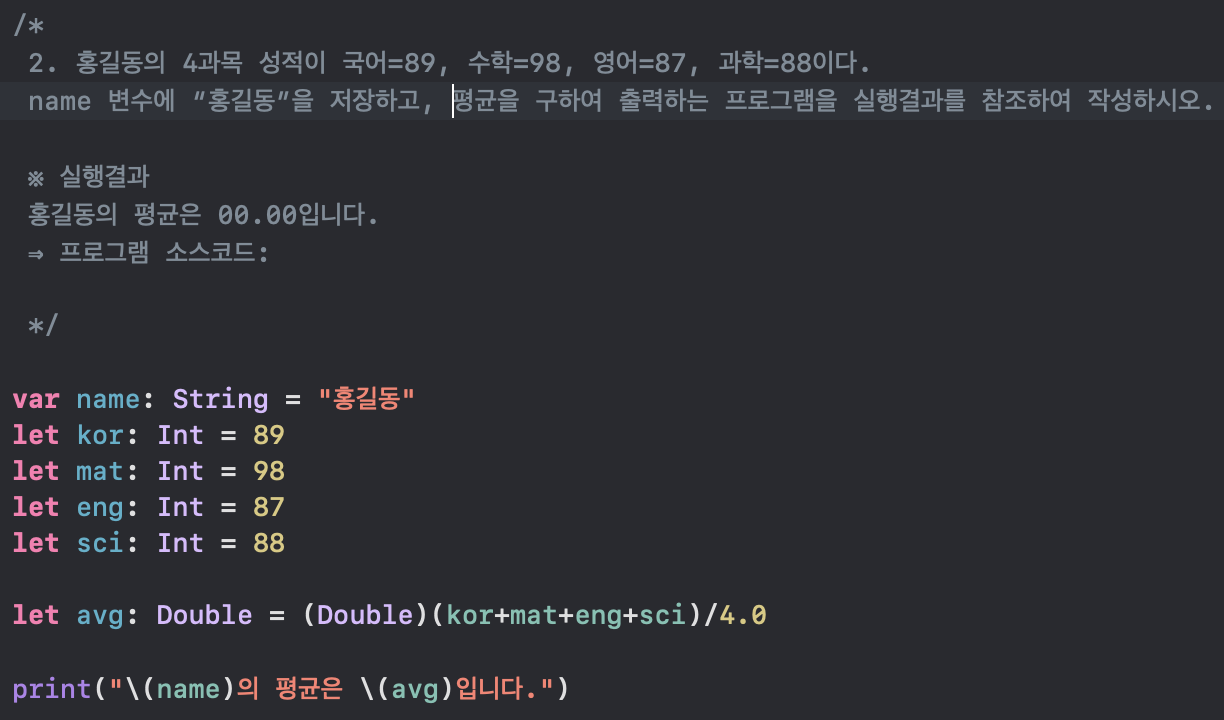 /*
2. 홍길동의 4과목 성적이 국어=89, 수학=98, 영어=87, 과학=88이다.
name 변수에 “홍길동”을 저장하고, 평균을 구하여 출력하는 프로그램을 실행결과를 참조하여 작성하시오.
※ 실행결과
홍길동의 평균은 00.00입니다.
⇒ 프로그램 소스코드:
*/
var name: String = "홍길동"
let kor: Int = 89
let mat: Int = 98
let eng: Int = 87
let sci: Int = 88
let avg: Double = (Double)(kor+mat+eng+sci)/4.0
print("\(name)의 평균은 \(avg)입니다.")